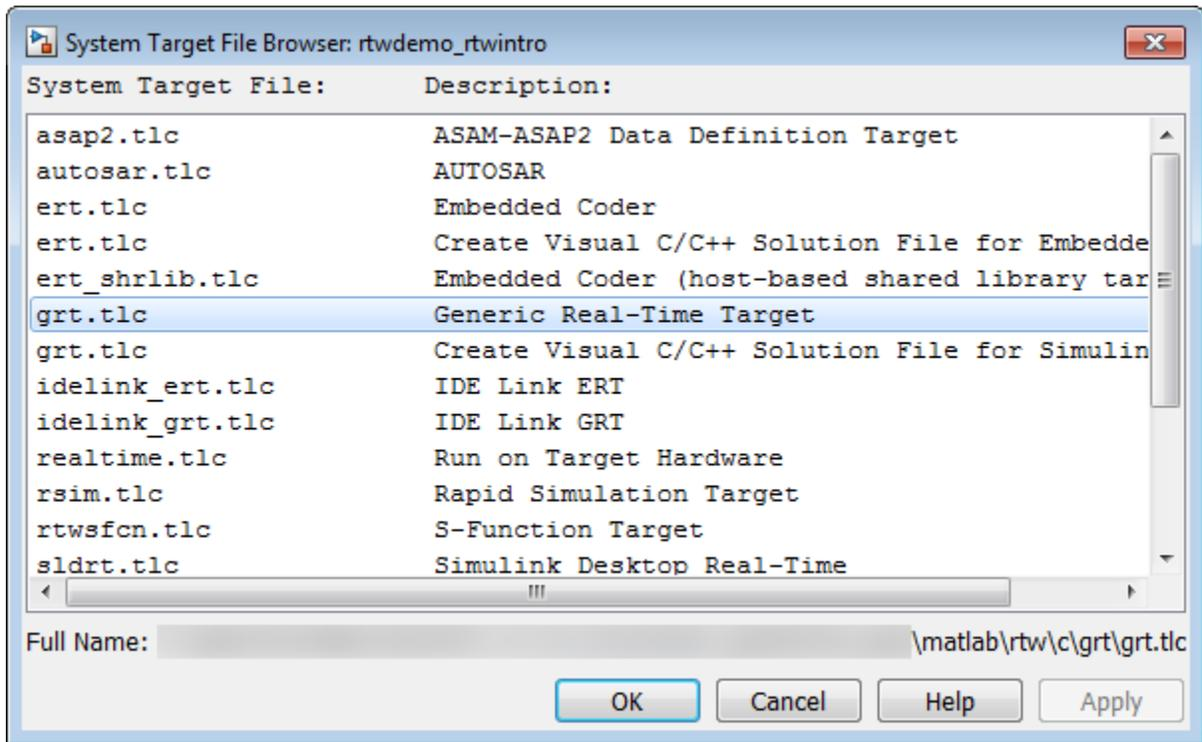 System Target File Browser: rtwdemo_rtwintro
System Target File: Description:
asap2.tlc ASAM-ASAP2 Data Definition Target
autosar.tlc AUTOSAR
ert.tlc Embedded Coder
ert.tlc Create Visual C/C++ Solution File for Embedde
ert_shrlib.tlc Embedded Coder (host-based shared library tar
grt.tlc Generic Real-Time Target
grt.tlc Create Visual C/C++ Solution File for Simulin
idelink_ert.tlc IDE Link ERT
idelink_grt.tlc IDE Link GRT
realtime.tlc Run on Target Hardware
rsim.tlc Rapid Simulation Target
rtwsfcn.tlc S-Function Target
sldrt.tlc Simulink Desktop Real-Time
Full Name: \matlab\rtw\c\grt\grt.tlc
OK Cancel Help Apply